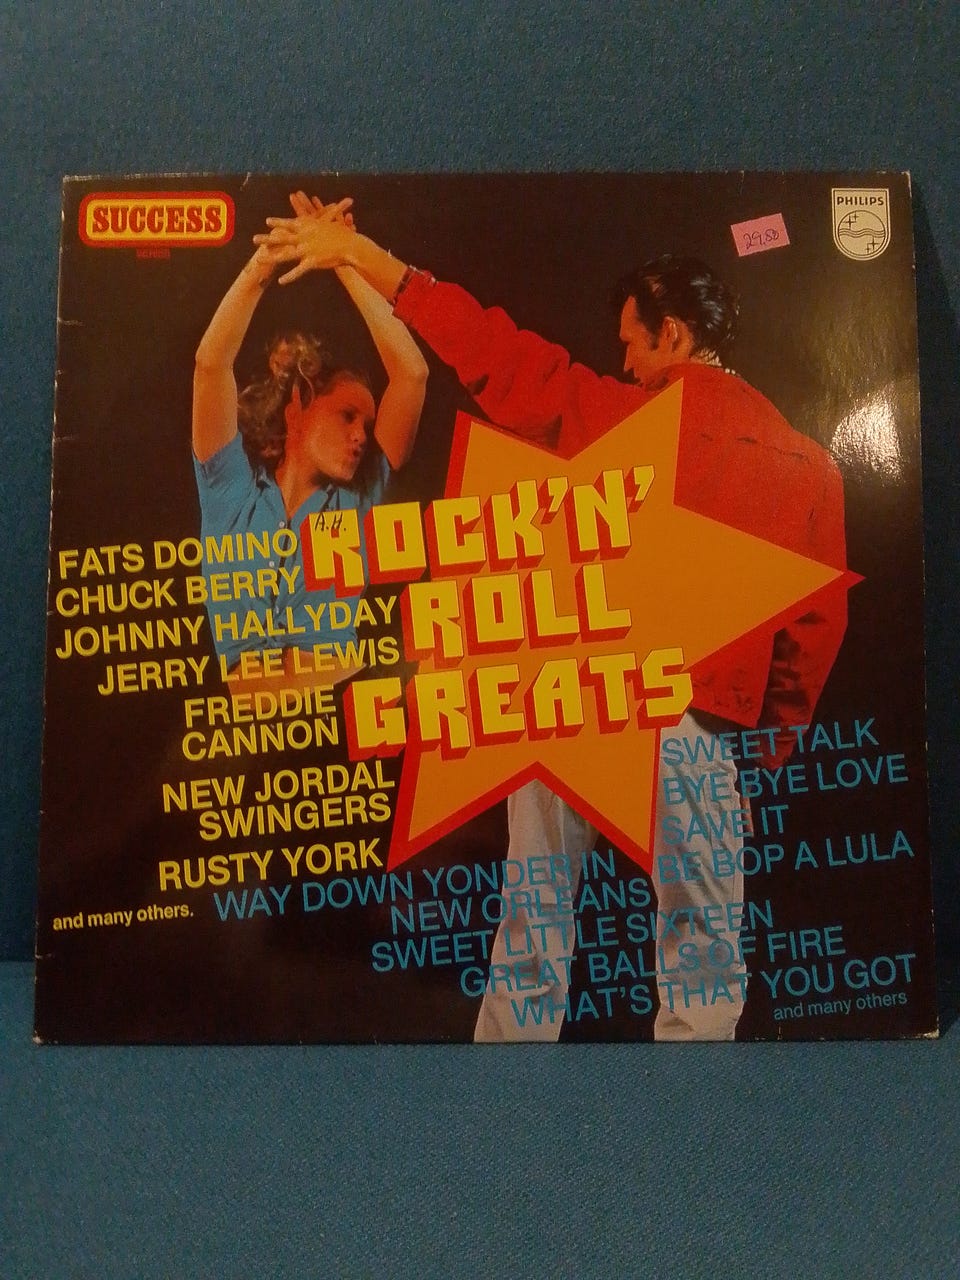 SUCCESS
PHILIPS
29,50
A.H.
ROCK'N'
ROLL
GREATS
FATS DOMINO
CHUCK BERRY
JOHNNY HALLYDAY
JERRY LEE LEWIS
FREDDIE
CANNON
NEW JORDAL
SWINGERS
RUSTY YORK
and many others.
SWEET TALK
BYE BYE LOVE
SAVE IT
BE BOP A LULA
WAY DOWN YONDER IN
NEW ORLEANS
SWEET LITTLE SIXTEEN
GREAT BALLS OF FIRE
WHAT'S THAT YOU GOT
and many others